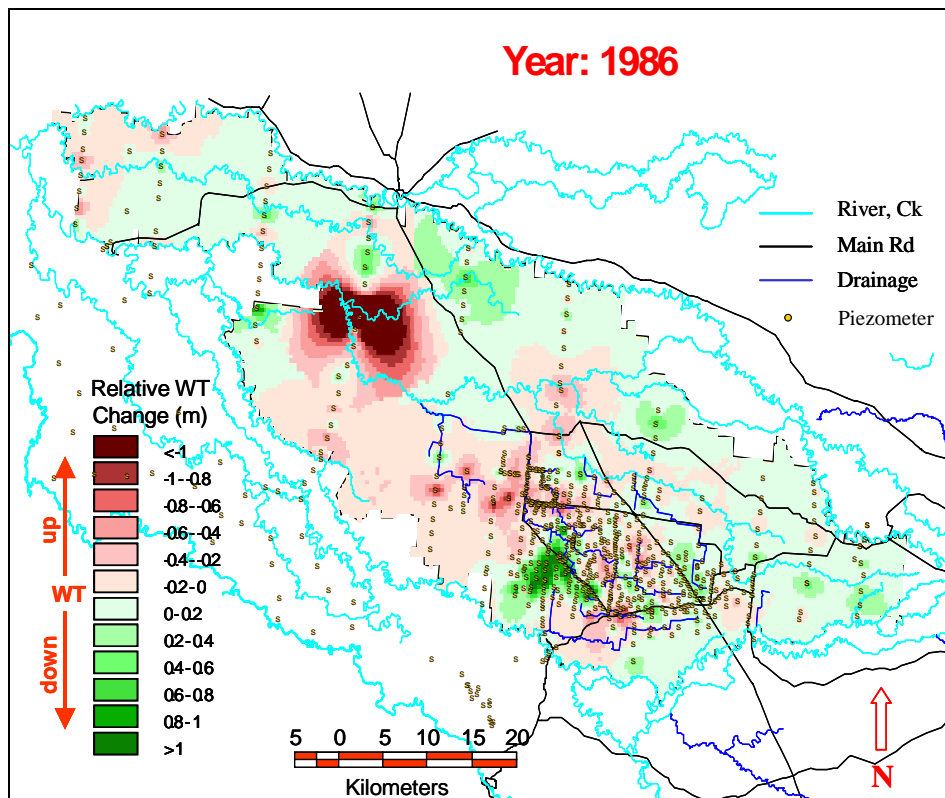 Year: 1986
River, Ck
Main Rd
Drainage
Piezometer
Relative WT
Change (m)
<-1
-1--0.8
-0.8--0.6
-0.6--0.4
-0.4--0.2
-0.2-0
0-0.2
0.2-0.4
0.4-0.6
0.6-0.8
0.8-1
>1
up
WT
down
5 0 5 10 15 20
Kilometers
N